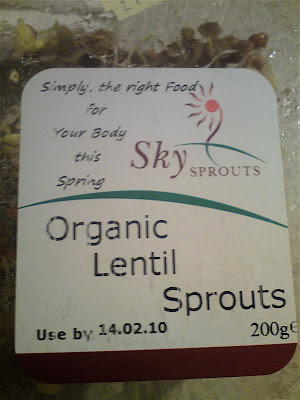 Simply, the right Food
for
Your Body
this
Spring
Sky SPROUTS
Organic
Lentil
Sprouts
Use by 14.02.10
200g℮